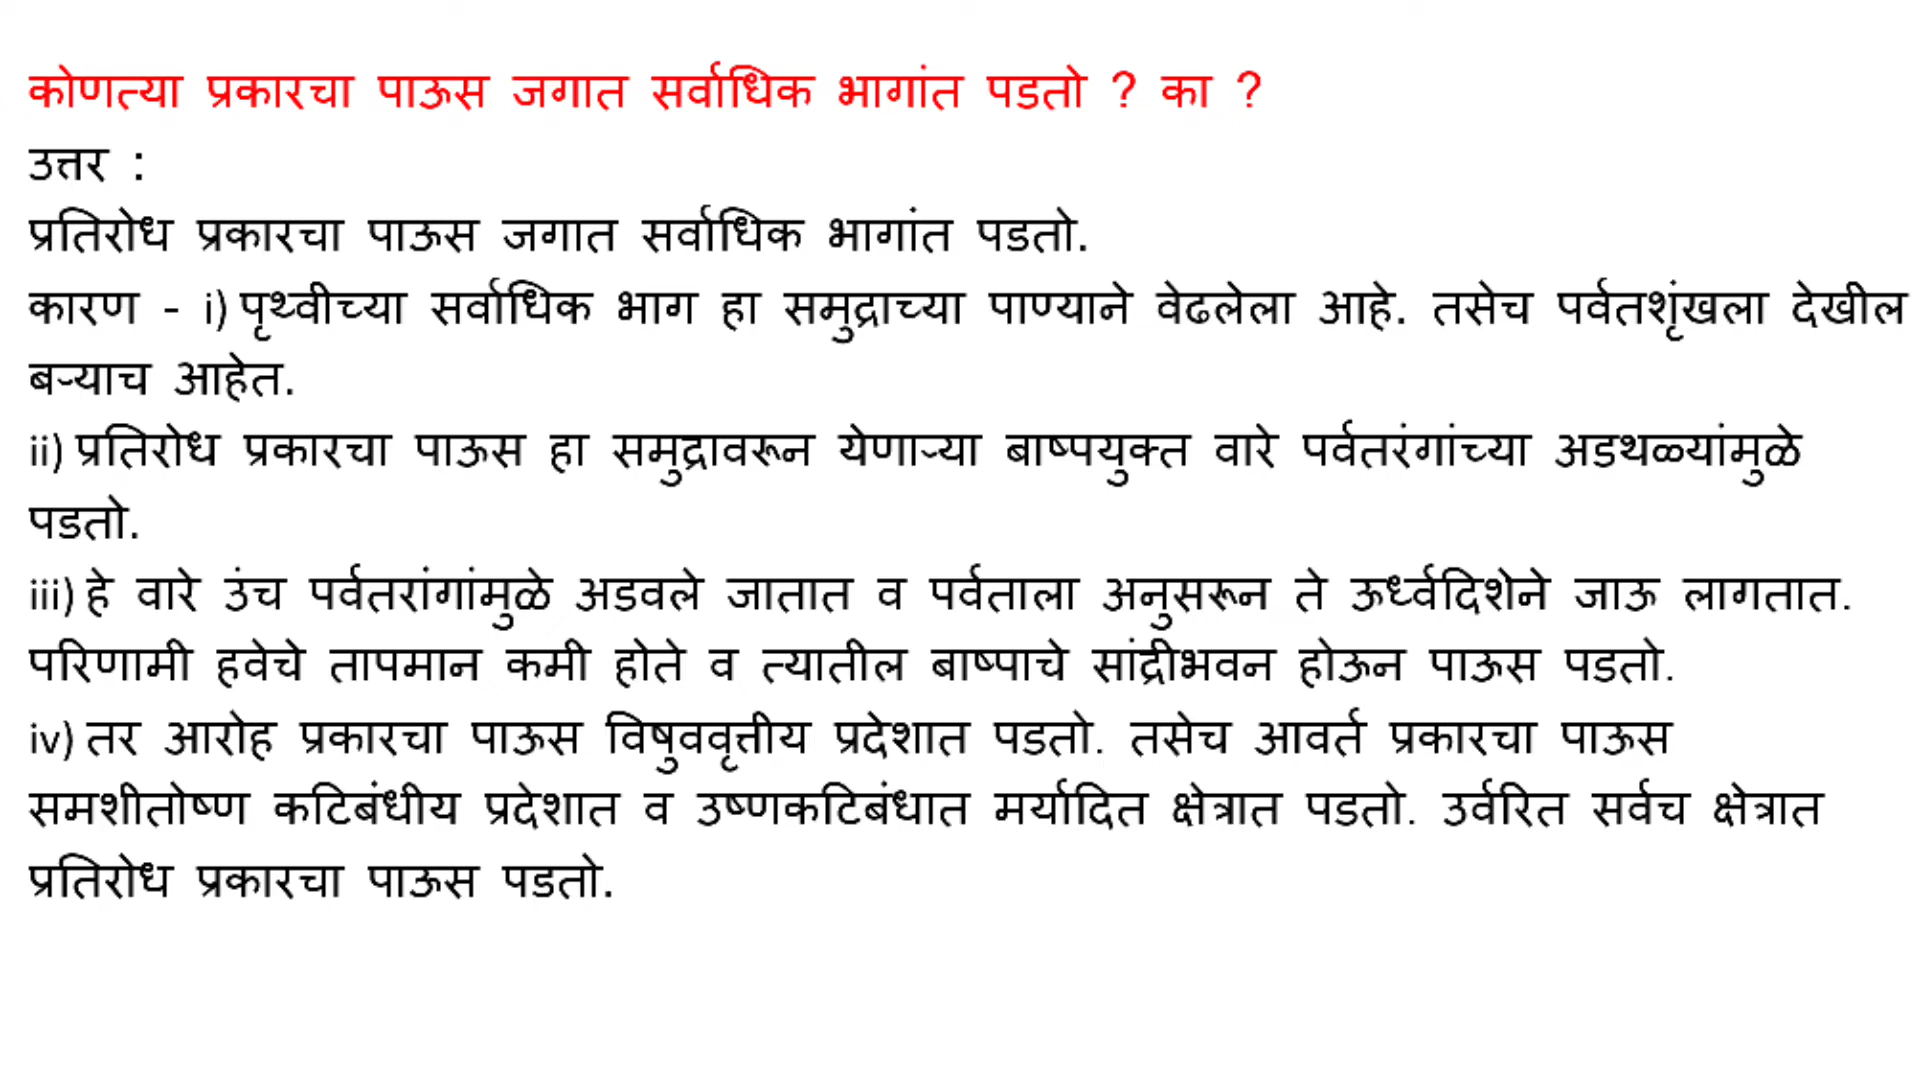 कोणत्या प्रकारचा पाऊस जगात सर्वाधिक भागांत पडतो ? का ?
उत्तर :
प्रतिरोध प्रकारचा पाऊस जगात सर्वाधिक भागांत पडतो.
कारण - i) पृथ्वीच्या सर्वाधिक भाग हा समुद्राच्या पाण्याने वेढलेला आहे. तसेच पर्वतशृंखला देखील
बऱ्याच आहेत.
ii) प्रतिरोध प्रकारचा पाऊस हा समुद्रावरून येणाऱ्या बाष्पयुक्त वारे पर्वतरंगांच्या अडथळ्यांमुळे
पडतो.
iii) हे वारे उंच पर्वतरांगांमुळे अडवले जातात व पर्वताला अनुसरून ते ऊर्ध्वदिशेने जाऊ लागतात.
परिणामी हवेचे तापमान कमी होते व त्यातील बाष्पाचे सांद्रीभवन होऊन पाऊस पडतो.
iv) तर आरोह प्रकारचा पाऊस विषुववृत्तीय प्रदेशात पडतो. तसेच आवर्त प्रकारचा पाऊस
समशीतोष्ण कटिबंधीय प्रदेशात व उष्णकटिबंधात मर्यादित क्षेत्रात पडतो. उर्वरित सर्वच क्षेत्रात
प्रतिरोध प्रकारचा पाऊस पडतो.